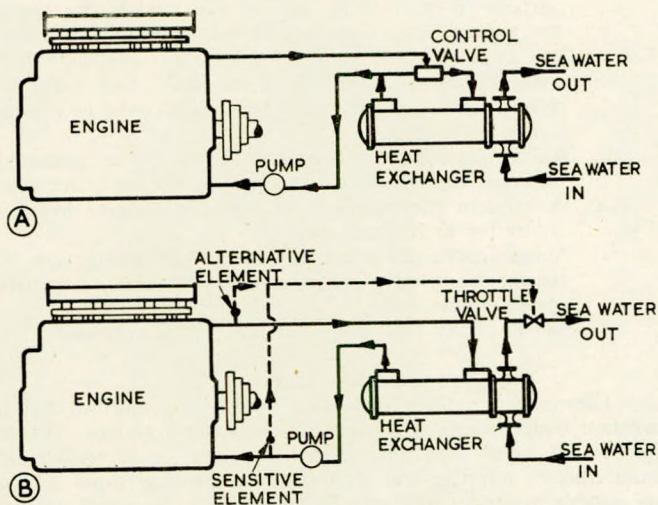 CONTROL
VALVE
SEA WATER
OUT
ENGINE
PUMP
HEAT
EXCHANGER
SEA WATER
IN
A
ALTERNATIVE
ELEMENT
THROTTLE
VALVE
SEA WATER
OUT
ENGINE
PUMP
HEAT
EXCHANGER
SEA WATER
IN
SENSITIVE
ELEMENT
B